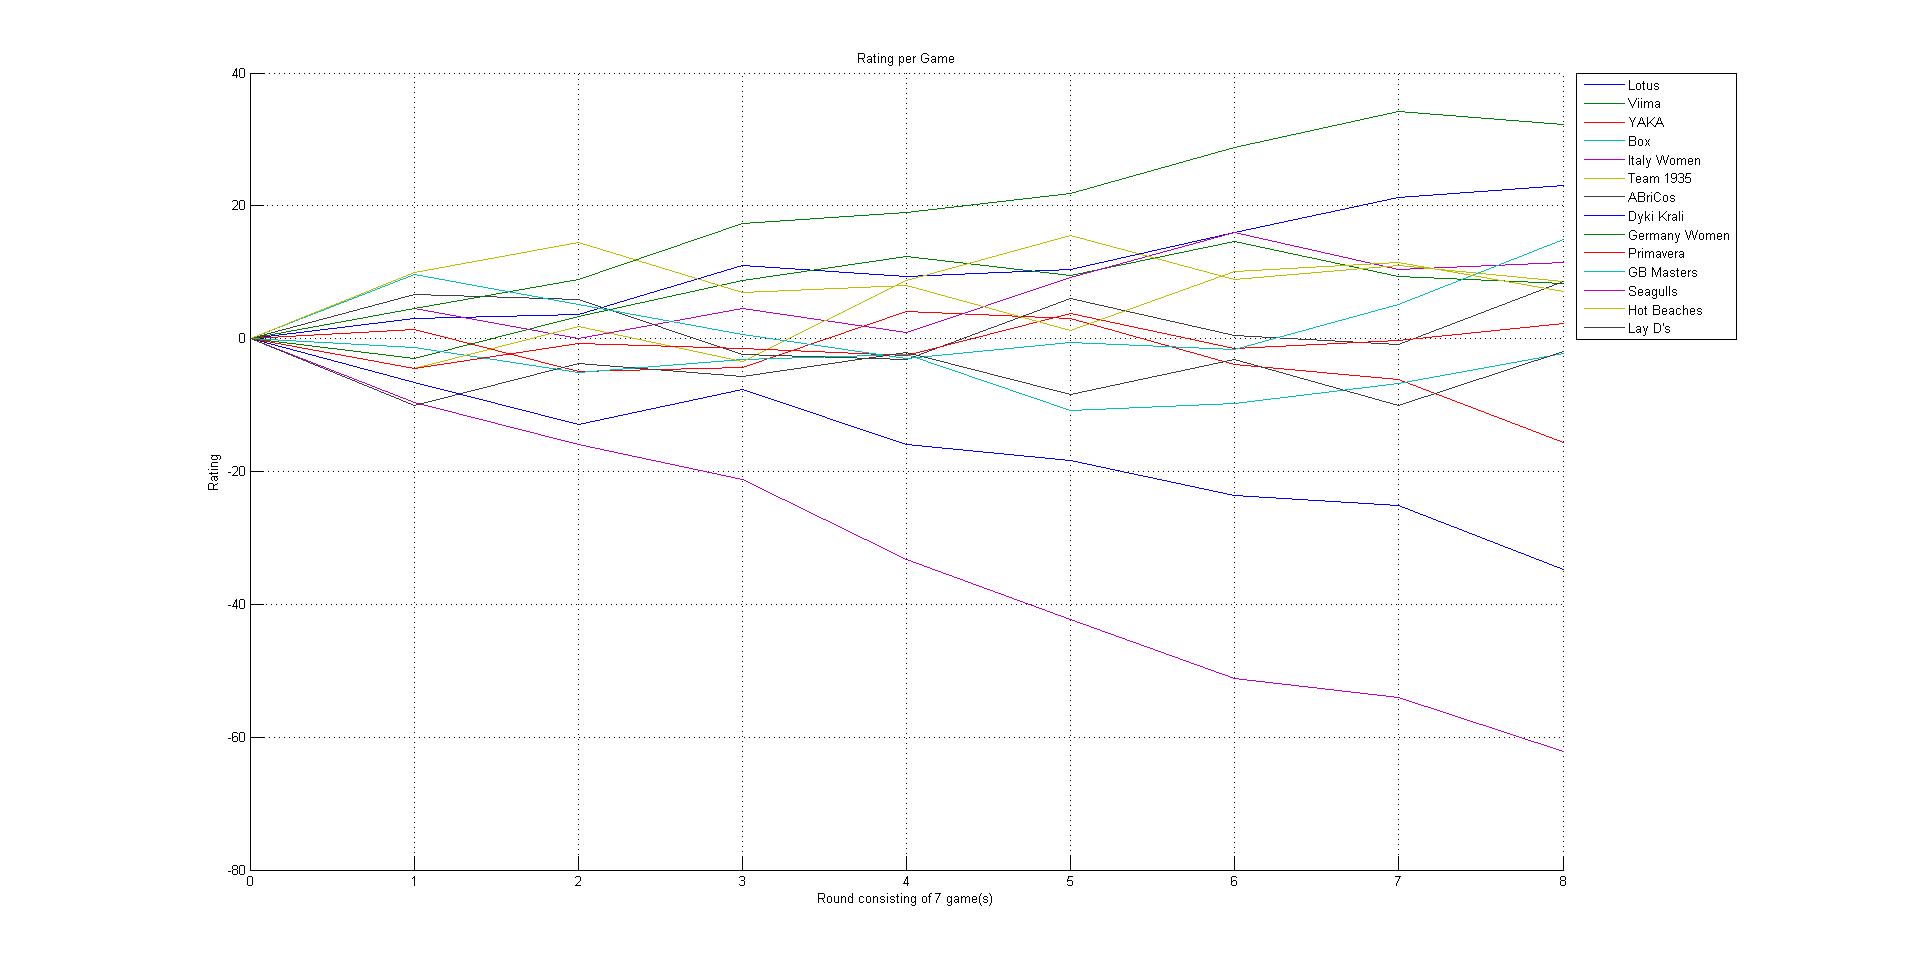 Rating per Game
40
20
0
-20
-40
-60
-80
Rating
0 1 2 3 4 5 6 7 8
Round consisting of 7 game(s)
Lotus
Viima
YAKA
Box
Italy Women
Team 1935
ABriCos
Dyki Krali
Germany Women
Primavera
GB Masters
Seagulls
Hot Beaches
Lay D's